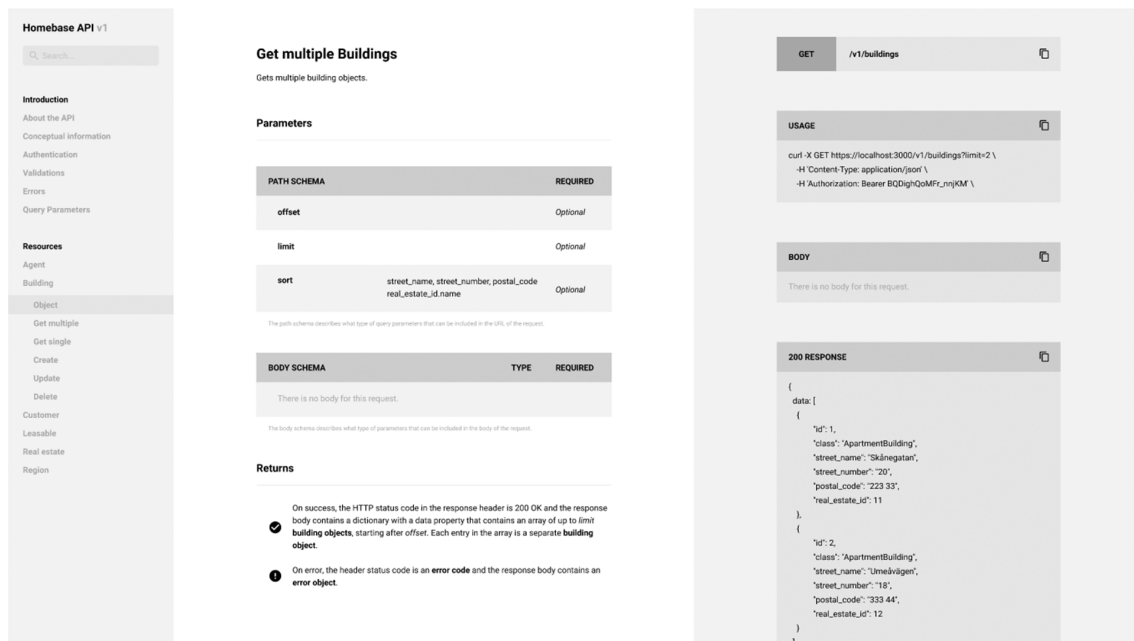 Homebase API v1
Search...
Introduction
About the API
Conceptual information
Authentication
Validations
Errors
Query Parameters
Resources
Agent
Building
Object
Get multiple
Get single
Create
Update
Delete
Customer
Leasable
Real estate
Region
Get multiple Buildings
Gets multiple building objects.
Parameters
PATH SCHEMA REQUIRED
offset Optional
limit Optional
sort street_name, street_number, postal_code Optional
real_estate_id.name
The path schema describes what type of query parameters that can be included in the URL of the request.
BODY SCHEMA TYPE REQUIRED
There is no body for this request.
The body schema describes what type of parameters that can be included in the body of the request.
Returns
On success, the HTTP status code in the response header is 200 OK and the response
body contains a dictionary with a data property that contains an array of up to limit
building objects, starting after offset. Each entry in the array is a separate building
object.
On error, the header status code is an error code and the response body contains an
error object.
GET /v1/buildings
USAGE
curl -X GET https://localhost:3000/v1/buildings?limit=2 \
-H 'Content-Type: application/json' \
-H 'Authorization: Bearer BQDighQoMFr_nnjKM' \
BODY
There is no body for this request.
200 RESPONSE
{
data: [
{
"id": 1,
"class": "ApartmentBuilding",
"street_name": "Skånegatan",
"street_number": "20",
"postal_code": "223 33",
"real_estate_id": 11
},
{
"id": 2,
"class": "ApartmentBuilding",
"street_name": "Umeåvägen",
"street_number": "18",
"postal_code": "333 44",
"real_estate_id": 12
}